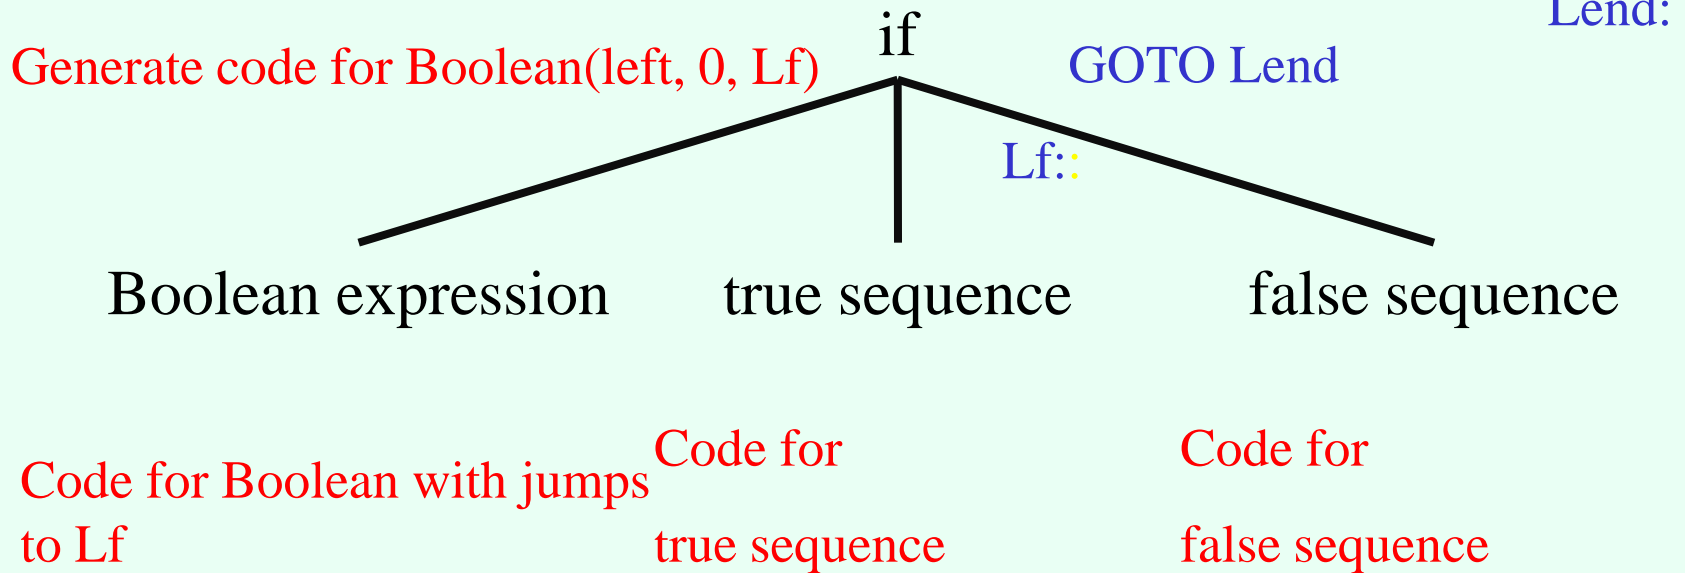 Lend:
if
Generate code for Boolean(left, 0, Lf)
GOTO Lend
Lf::
Boolean expression
true sequence
false sequence
Code for Boolean with jumps
to Lf
Code for
true sequence
Code for
false sequence